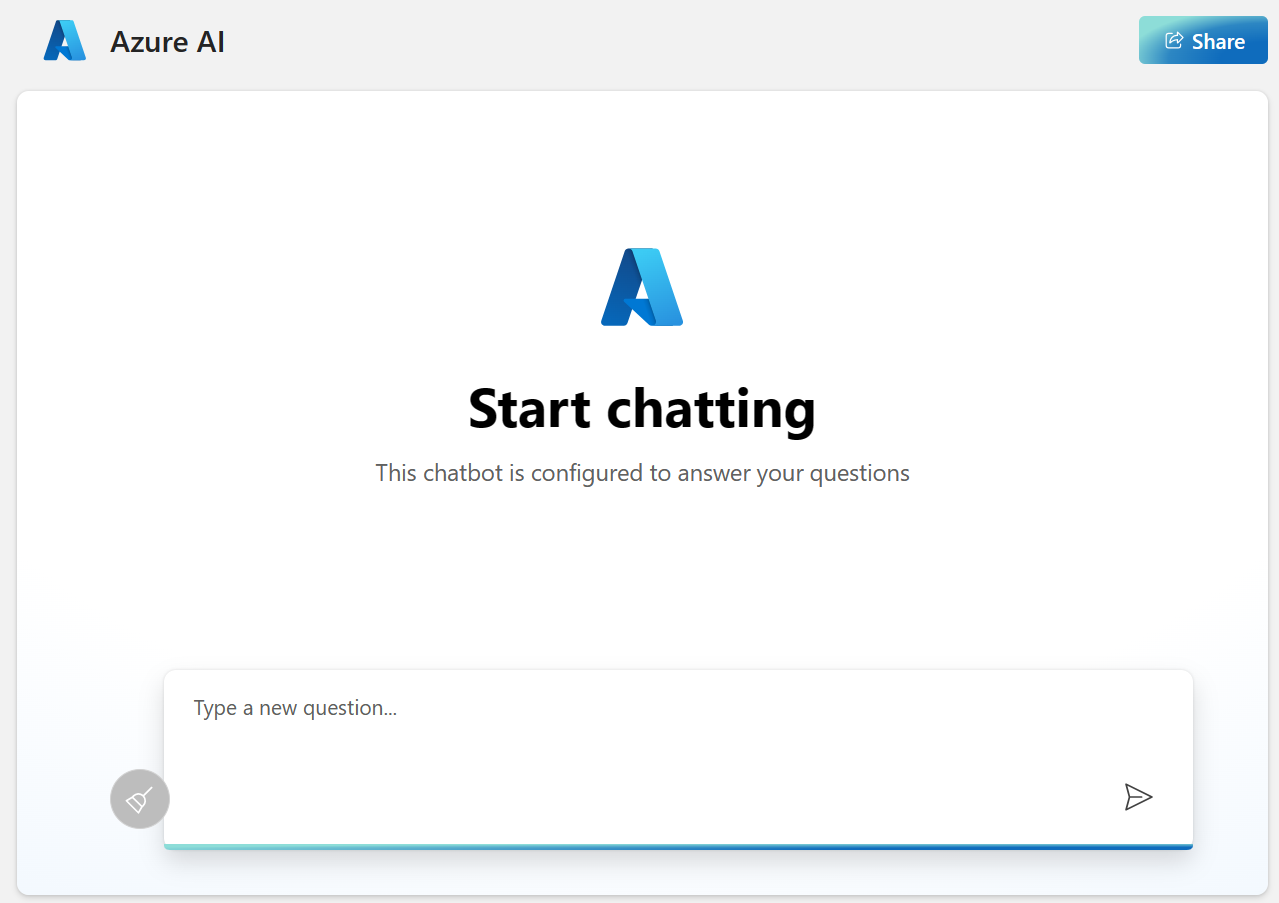 Azure AI
Share
Start chatting
This chatbot is configured to answer your questions
Type a new question...